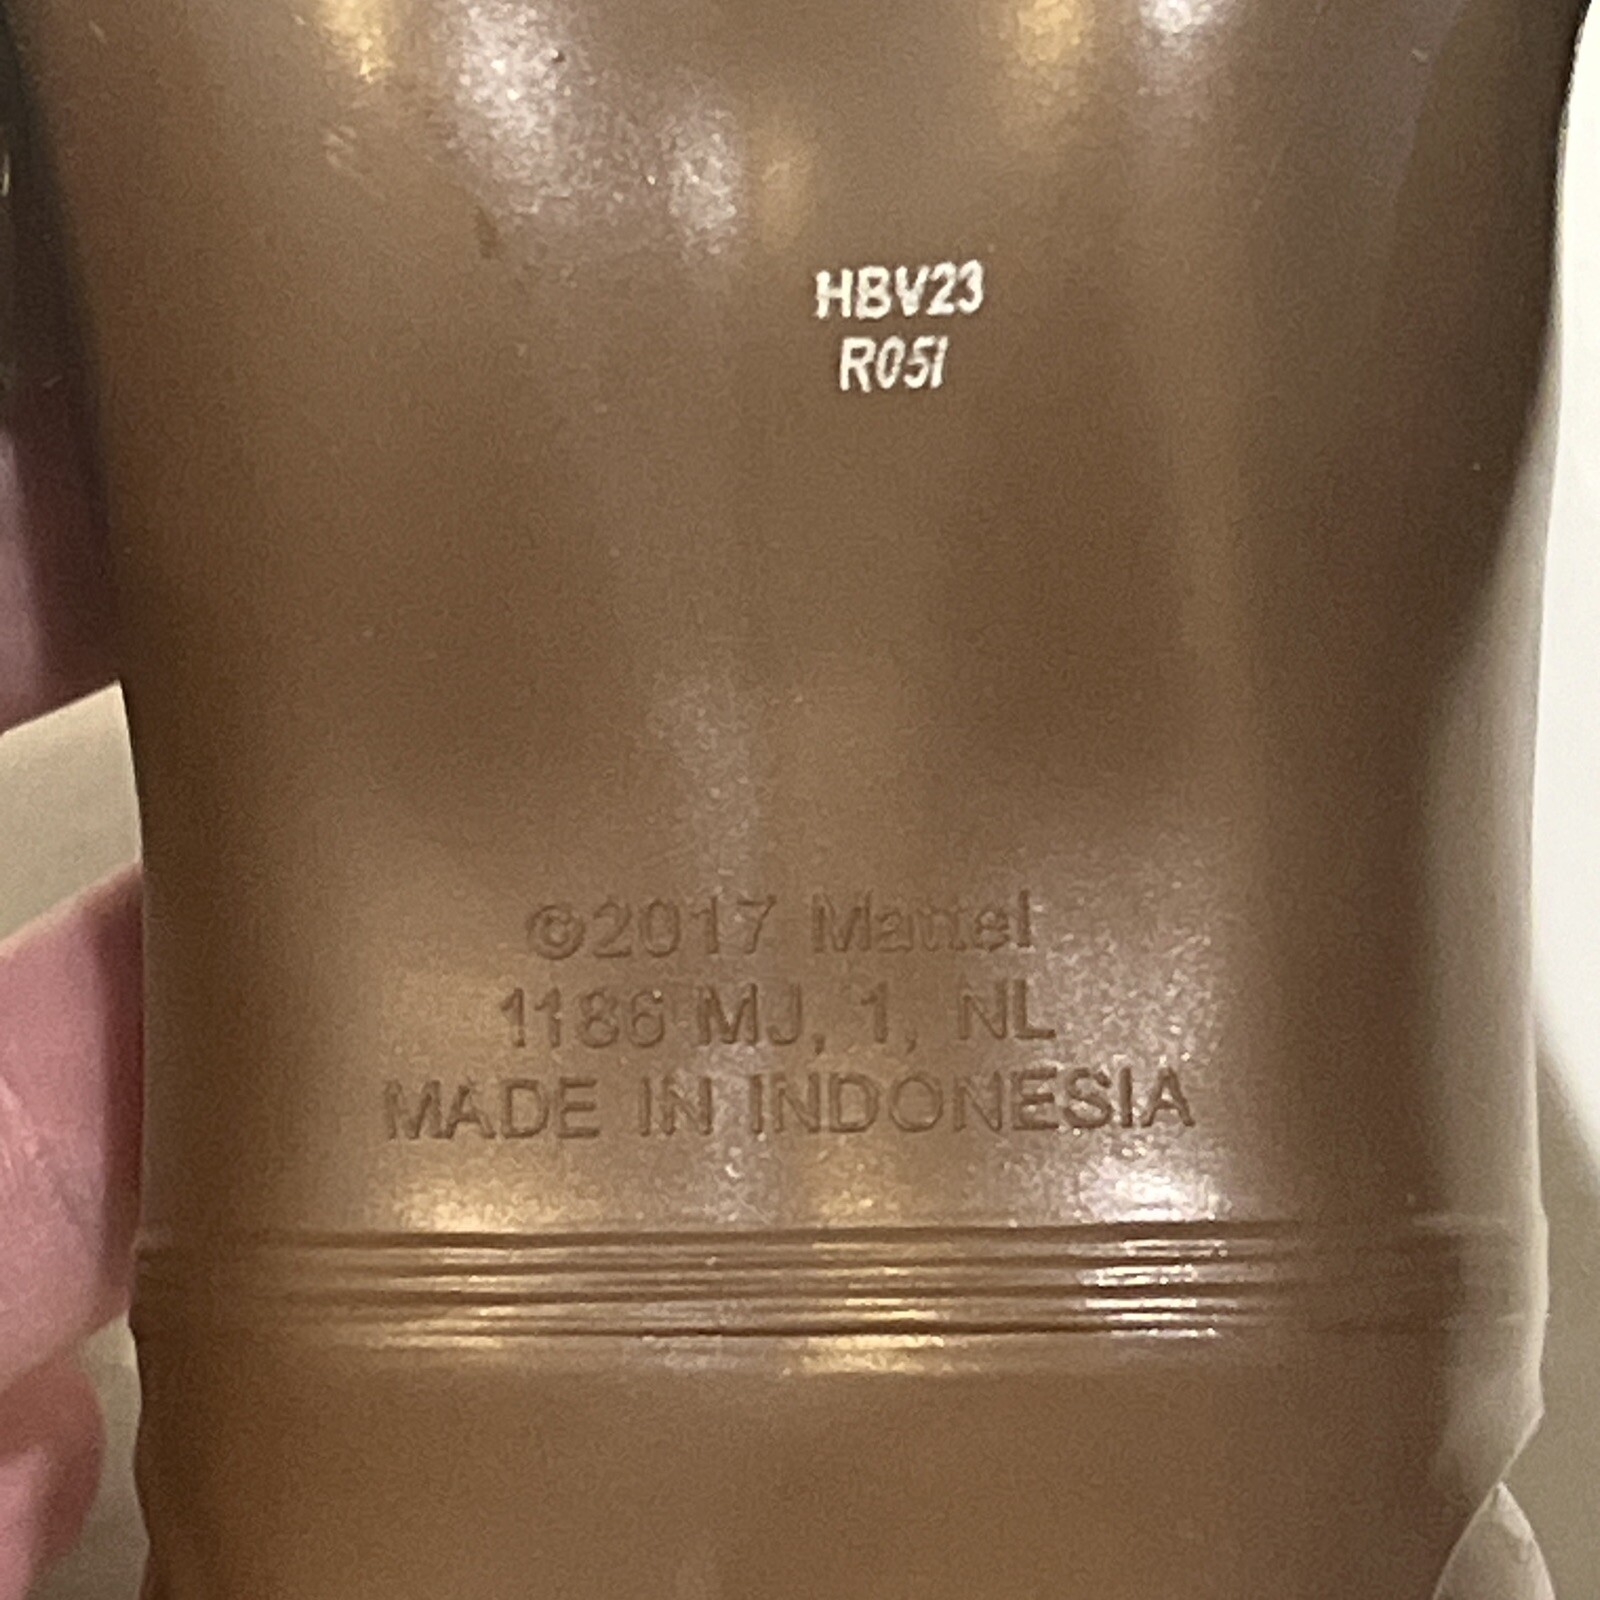 HBV23
R05I
©2017 Mattel
1186 MJ, 1, NL
MADE IN INDONESIA